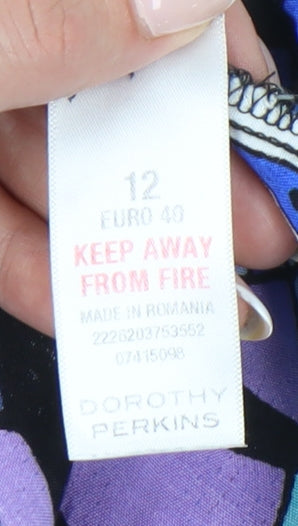 12
EURO 40
KEEP AWAY
FROM FIRE
MADE IN ROMANIA
2226203753552
07415098
DOROTHY
PERKINS